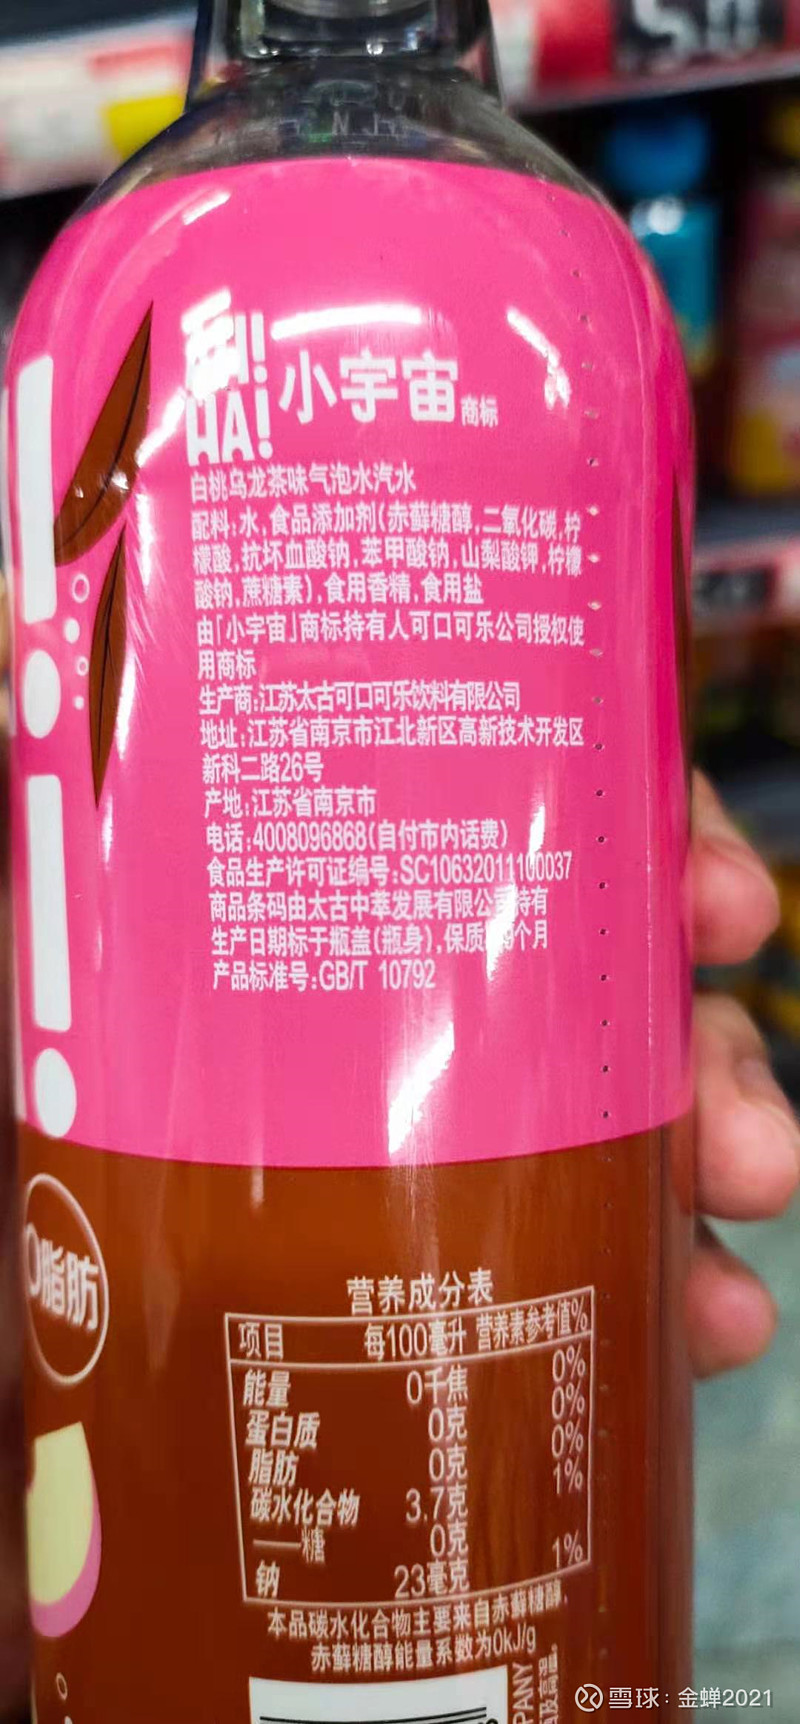 5.0
HA!
小宇宙
商标
白桃乌龙茶味气泡水汽水
配料:水,食品添加剂(赤藓糖醇,二氧化碳,柠
檬酸,抗坏血酸钠,苯甲酸钠,山梨酸钾,柠檬
酸钠,蔗糖素),食用香精,食用盐
由「小宇宙」商标持有人可口可乐公司授权使
用商标
生产商:江苏太古可口可乐饮料有限公司
地址:江苏省南京市江北新区高新技术开发区
新科二路26号
产地:江苏省南京市
电话:4008096868(自付市内话费)
食品生产许可证编号:SC10632011100037
商品条码由太古中萃发展有限公司持有
生产日期标于瓶盖(瓶身),保质期9个月
产品标准号:GB/T 10792
0脂肪
营养成分表
项目 每100毫升 营养素参考值%
能量 0千焦 0%
蛋白质 0克 0%
脂肪 0克 0%
碳水化合物 3.7克 1%
——糖 0克
钠 23毫克 1%
本品碳水化合物主要来自赤藓糖醇,
赤藓糖醇能量系数为0kJ/g
PANY
雪球:金蝉2021